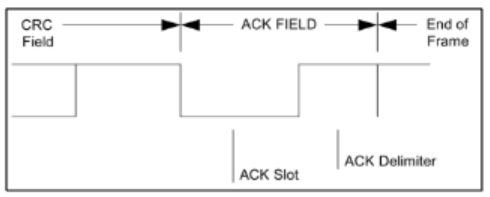 CRC
Field
ACK FIELD
End of
Frame
ACK Slot
ACK Delimiter